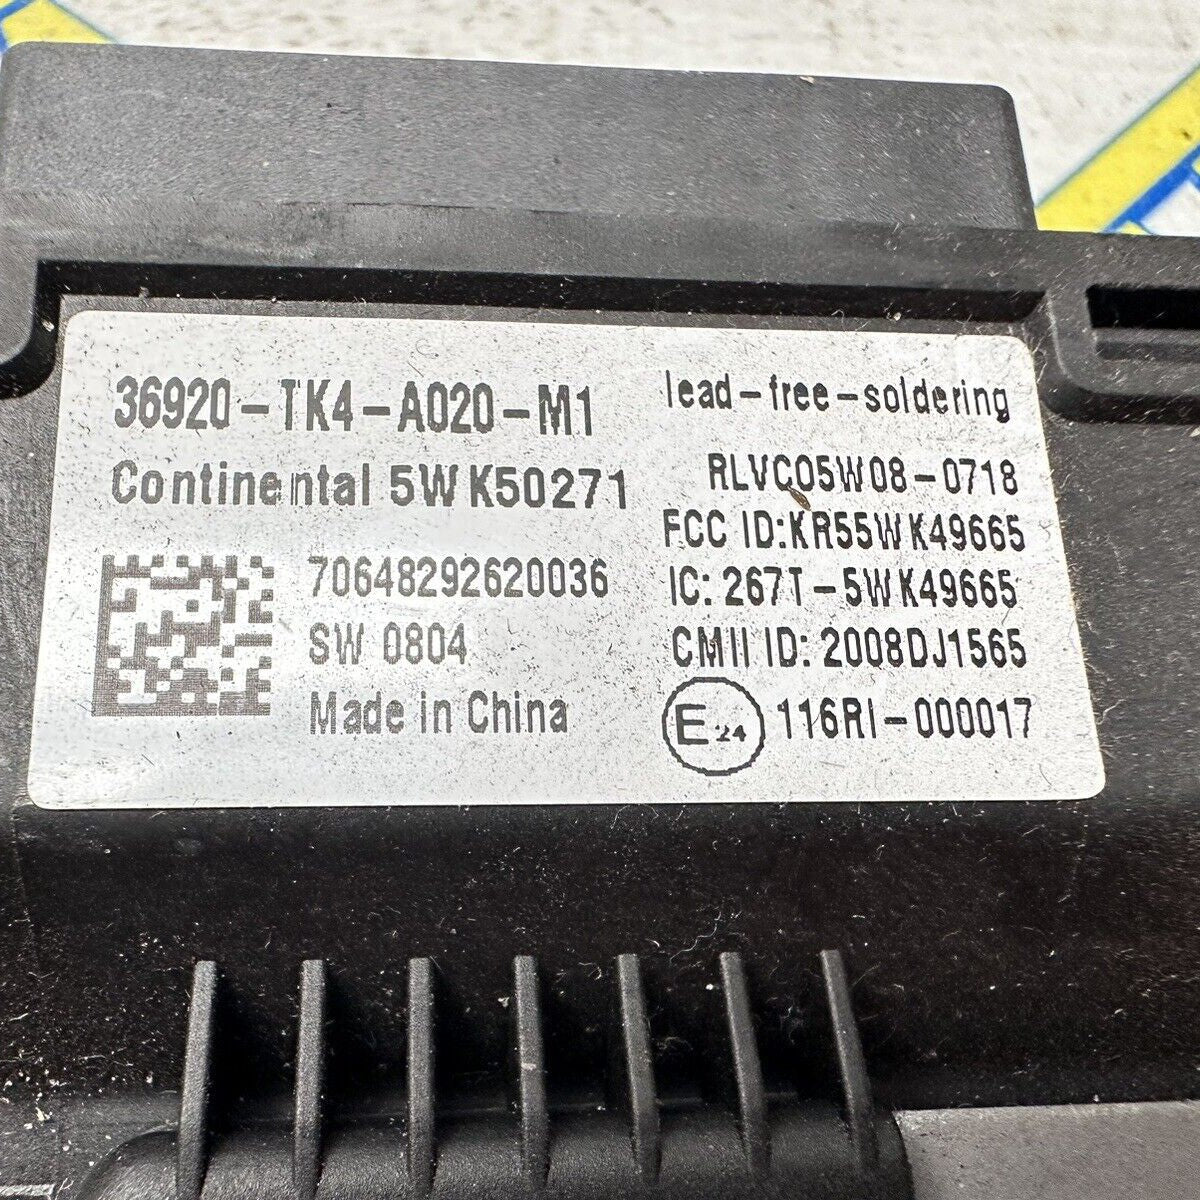 36920-TK4-A020-M1
Continental 5WK50271
70648292620036
SW 0804
Made in China
lead-free-soldering
RLVC05W08-0718
FCC ID:KR55WK49665
IC: 267T-5WK49665
CMII ID: 2008DJ1565
E24 116RI-000017